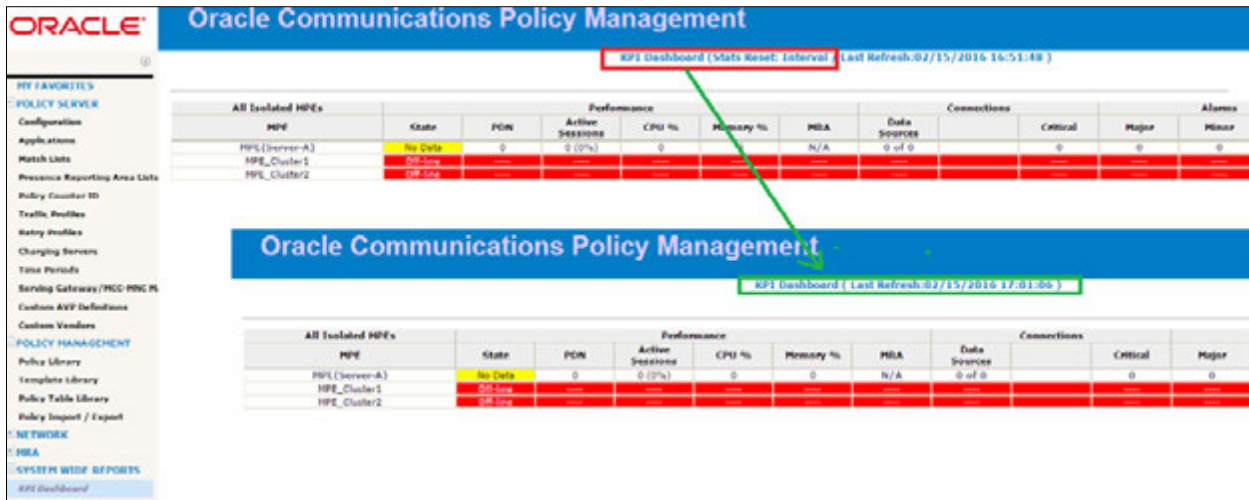 ORACLE®
Oracle Communications Policy Management
KPI Dashboard (Stats Reset: Interval / Last Refresh:02/15/2016 16:51:48 )
MY FAVORITES
POLICY SERVER
Configuration
Applications
Match Lists
Presence Reporting Area Lists
Policy Counter ID
Traffic Profiles
Retry Profiles
Charging Servers
Time Periods
Serving Gateway/MCC-MNC M
Custom AVP Definitions
Custom Vendors
POLICY MANAGEMENT
Policy Library
Template Library
Policy Table Library
Policy Import / Export
NETWORK
MRA
SYSTEM WIDE REPORTS
KPI Dashboard
All Isolated MPEs Performance Connections Alarms
MPE State PDN Active Sessions CPU % Memory % MRA Data Sources Critical Major Minor
MPE(Server-A) No Data 0 0 (0%) 0 N/A 0 of 0 0 0 0
MPE_Cluster1 Off-line ---- ---- ---- ---- ---- ---- ---- ---- ----
MPE_Cluster2 Off-line ---- ---- ---- ---- ---- ---- ---- ---- ----
Oracle Communications Policy Management
KPI Dashboard ( Last Refresh:02/15/2016 17:01:06 )
All Isolated MPEs Performance Connections
MPE State PDN Active Sessions CPU % Memory % MRA Data Sources Critical Major
MPE(Server-A) No Data 0 0 (0%) 0 0 N/A 0 of 0 0 0
MPE_Cluster1 Off-line ---- ---- ---- ---- ---- ---- ---- ----
MPE_Cluster2 Off-line ---- ---- ---- ---- ---- ---- ---- ----